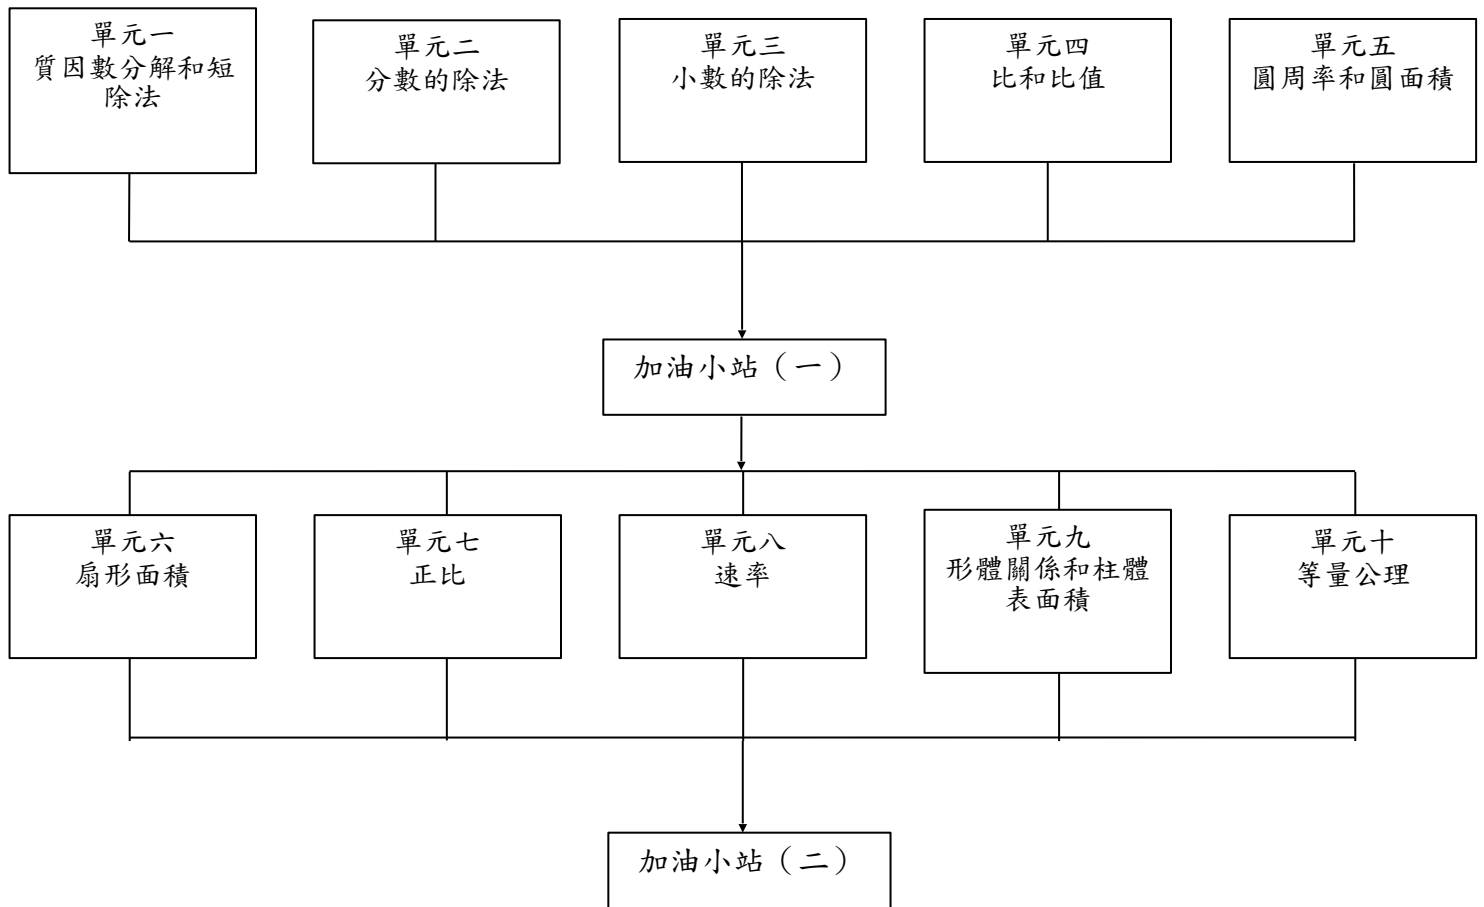 單元一
質因數分解和短
除法
單元二
分數的除法
單元三
小數的除法
單元四
比和比值
單元五
圓周率和圓面積
加油小站（一）
單元六
扇形面積
單元七
正比
單元八
速率
單元九
形體關係和柱體
表面積
單元十
等量公理
加油小站（二）